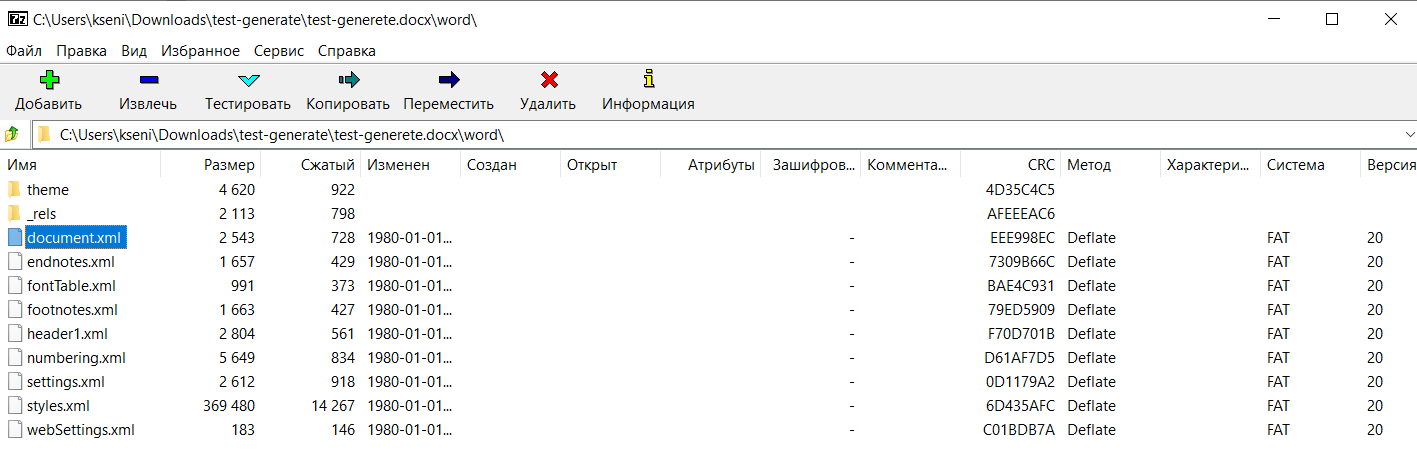 7z C:\Users\kseni\Downloads\test-generate\test-generete.docx\word\
Файл Правка Вид Избранное Сервис Справка
Добавить Извлечь Тестировать Копировать Переместить Удалить Информация
C:\Users\kseni\Downloads\test-generate\test-generete.docx\word\
Имя Размер Сжатый Изменен Создан Открыт Атрибуты Зашифров... Коммента... CRC Метод Характери... Система Версия
theme 4 620 922 4D35C4C5
_rels 2 113 798 AFEEEAC6
document.xml 2 543 728 1980-01-01... - EEE998EC Deflate FAT 20
endnotes.xml 1 657 429 1980-01-01... - 7309B66C Deflate FAT 20
fontTable.xml 991 373 1980-01-01... - BAE4C931 Deflate FAT 20
footnotes.xml 1 663 427 1980-01-01... - 79ED5909 Deflate FAT 20
header1.xml 2 804 561 1980-01-01... - F70D701B Deflate FAT 20
numbering.xml 5 649 834 1980-01-01... - D61AF7D5 Deflate FAT 20
settings.xml 2 612 918 1980-01-01... - 0D1179A2 Deflate FAT 20
styles.xml 369 480 14 267 1980-01-01... - 6D435AFC Deflate FAT 20
webSettings.xml 183 146 1980-01-01... - C01BDB7A Deflate FAT 20